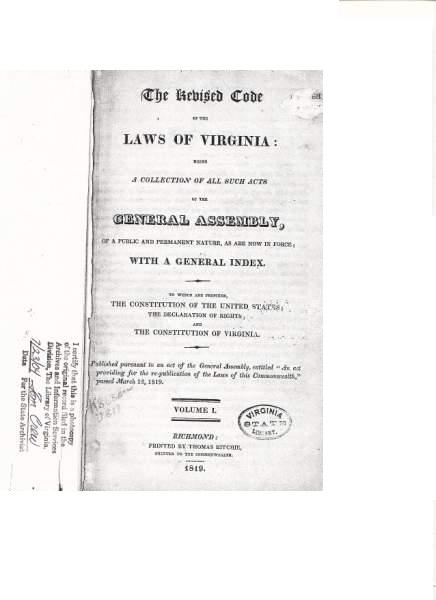 The Revised Code
OF THE
LAWS OF VIRGINIA:
BEING
A COLLECTION OF ALL SUCH ACTS
OF THE
GENERAL ASSEMBLY,
OF A PUBLIC AND PERMANENT NATURE, AS ARE NOW IN FORCE;
WITH A GENERAL INDEX.
TO WHICH ARE PREFIXED,
THE CONSTITUTION OF THE UNITED STATES;
THE DECLARATION OF RIGHTS;
AND
THE CONSTITUTION OF VIRGINIA.
Published pursuant to an act of the General Assembly, entitled "An act
providing for the re-publication of the Laws of this Commonwealth,"
passed March 12, 1819.
VOLUME I.
VIRGINIA
STATE
LIBRARY.
RICHMOND:
PRINTED BY THOMAS RITCHIE,
PRINTER TO THE COMMONWEALTH.
1819.
I certify that this is a photocopy
of the original record filed in the
Archives and Information Services
Division, The Library of Virginia.
Date For the State Archivist